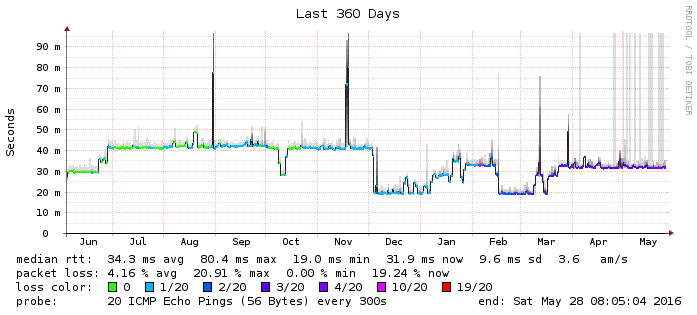 Last 360 Days
RRDTOOL / TOBI OETIKER
Seconds
90 m
80 m
70 m
60 m
50 m
40 m
30 m
20 m
10 m
0
Jun Jul Aug Sep Oct Nov Dec Jan Feb Mar Apr May
median rtt: 34.3 ms avg 80.4 ms max 19.0 ms min 31.9 ms now 9.6 ms sd 3.6 am/s
packet loss: 4.16 % avg 20.91 % max 0.00 % min 19.24 % now
loss color: 0 1/20 2/20 3/20 4/20 10/20 19/20
probe: 20 ICMP Echo Pings (56 Bytes) every 300s end: Sat May 28 08:05:04 2016